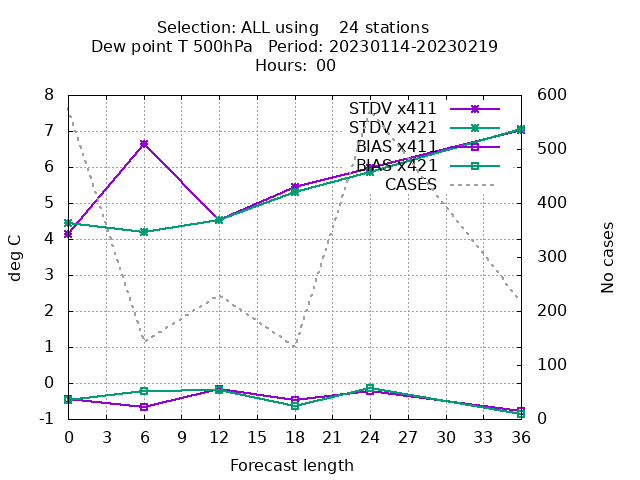 Selection: ALL using    24 stations
Dew point T 500hPa   Period: 20230114-20230219
Hours:  00
8
7
6
5
4
3
2
1
0
-1
deg C
STDV x411
STDV x421
BIAS x411
BIAS x421
CASES
600
500
400
300
200
100
0
No cases
0 3 6 9 12 15 18 21 24 27 30 33 36
Forecast length